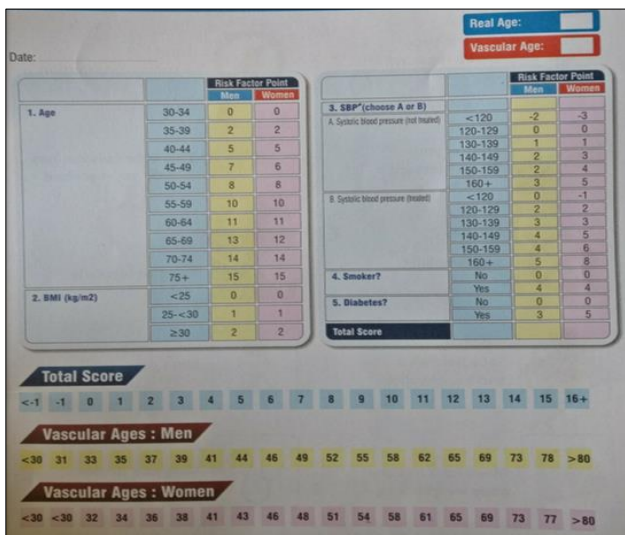 Real Age:
Vascular Age:
Date:
Risk Factor Point
Men Women
1. Age 30-34 0 0
35-39 2 2
40-44 5 5
45-49 7 6
50-54 8 8
55-59 10 10
60-64 11 11
65-69 13 12
70-74 14 14
75+ 15 15
2. BMI (kg/m2) <25 0 0
25-<30 1 1
≥30 2 2
Risk Factor Point
Men Women
3. SBP (choose A or B)
A. Systolic blood pressure (not treated) <120 -2 -3
120-129 0 0
130-139 1 1
140-149 2 3
150-159 2 4
160+ 3 5
B. Systolic blood pressure (treated) <120 0 -1
120-129 2 2
130-139 3 3
140-149 4 5
150-159 4 6
160+ 5 8
4. Smoker? No 0 0
Yes 4 4
5. Diabetes? No 0 0
Yes 3 5
Total Score
Total Score
<-1 -1 0 1 2 3 4 5 6 7 8 9 10 11 12 13 14 15 16+
Vascular Ages : Men
<30 31 33 35 37 39 41 44 46 49 52 55 58 62 65 69 73 78 >80
Vascular Ages : Women
<30 <30 32 34 36 38 41 43 46 48 51 54 58 61 65 69 73 77 >80